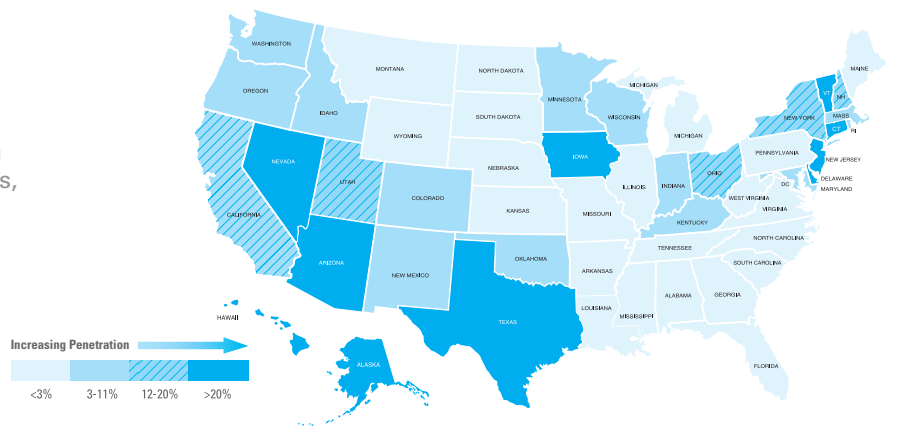 WASHINGTON
MAINE
MONTANA
NORTH DAKOTA
MICHIGAN
OREGON
MINNESOTA
VT
NH
IDAHO
SOUTH DAKOTA
WISCONSIN
NEW YORK
MASS
RI
CT
WYOMING
MICHIGAN
s,
NEVADA
IOWA
PENNSYLVANIA
NEW JERSEY
NEBRASKA
OHIO
UTAH
ILLINOIS
INDIANA
DC
DELAWARE
MARYLAND
COLORADO
WEST VIRGINIA
CALIFORNIA
KANSAS
MISSOURI
VIRGINIA
KENTUCKY
NORTH CAROLINA
TENNESSEE
ARIZONA
OKLAHOMA
SOUTH CAROLINA
NEW MEXICO
ARKANSAS
ALABAMA
GEORGIA
LOUISIANA
MISSISSIPPI
HAWAII
TEXAS
Increasing Penetration
ALASKA
FLORIDA
<3% 3-11% 12-20% >20%